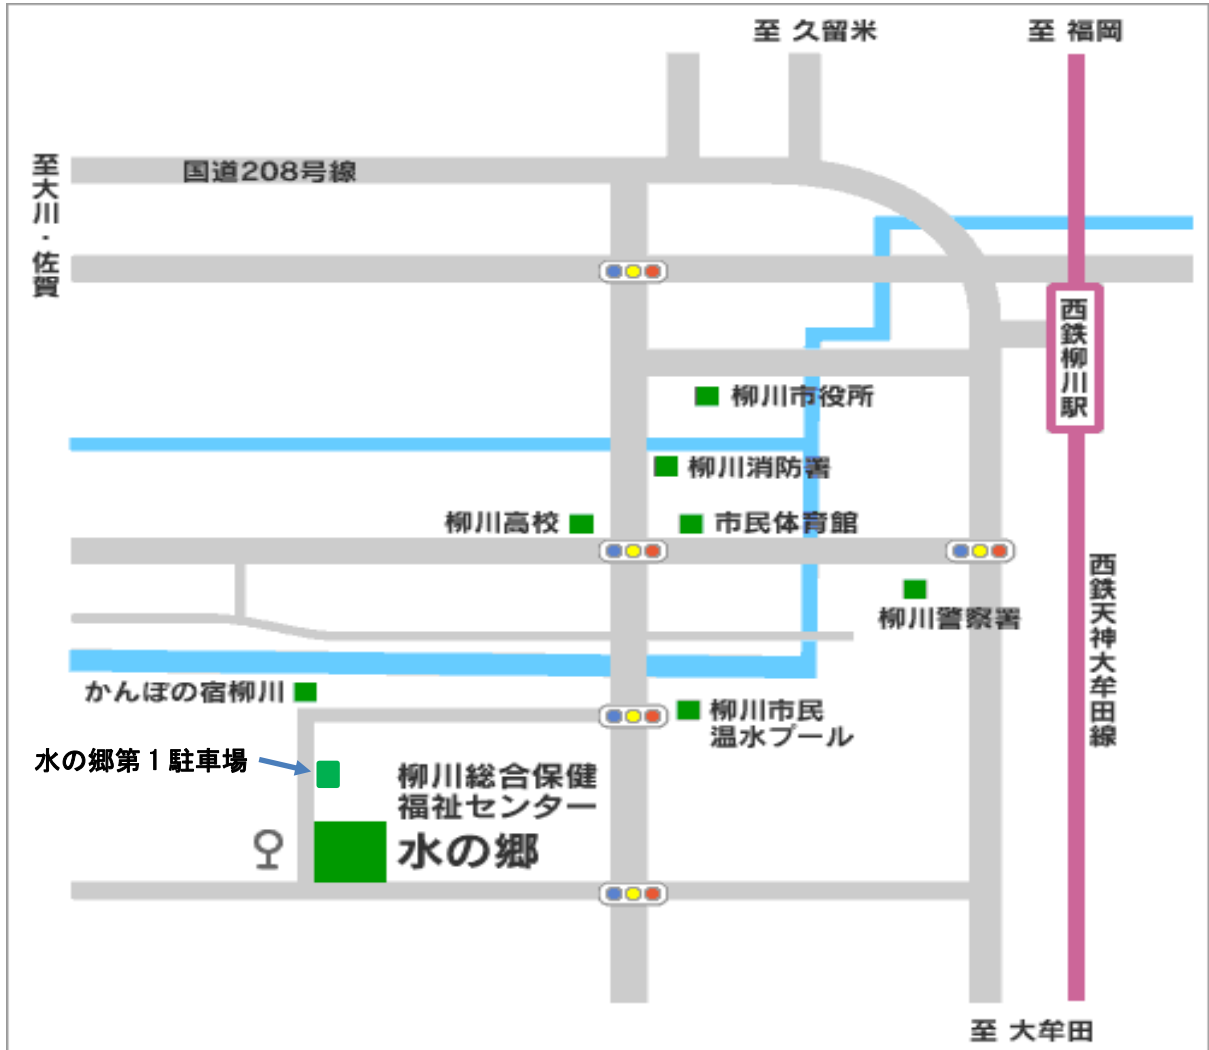 至 久留米
至 福岡
至大川・佐賀
国道208号線
西鉄柳川駅
柳川市役所
柳川消防署
柳川高校
市民体育館
西鉄天神大牟田線
柳川警察署
かんぽの宿柳川
柳川市民
温水プール
水の郷第1駐車場
柳川総合保健
福祉センター
水の郷
至 大牟田